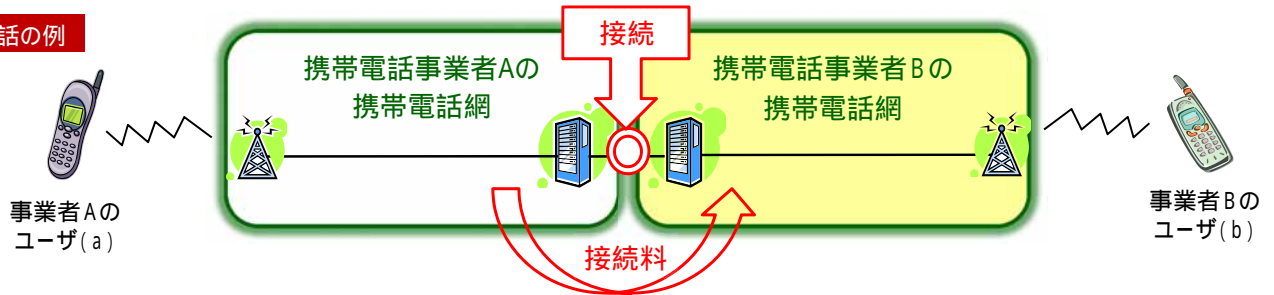 話の例
接続
携帯電話事業者Aの
携帯電話網
携帯電話事業者Bの
携帯電話網
事業者Aの
ユーザ(a)
事業者Bの
ユーザ(b)
接続料